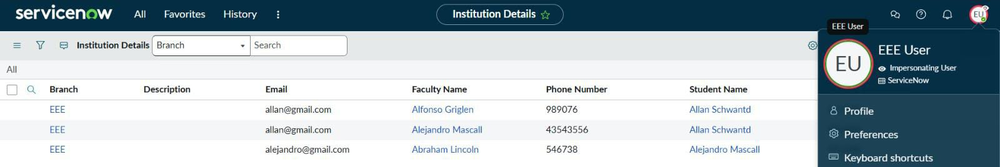 servicenow All Favorites History Institution Details EU
EEE User
Institution Details Branch Search
EU EEE User
Impersonating User
ServiceNow
All
Branch Description Email Faculty Name Phone Number Student Name
EEE allan@gmail.com Alfonso Griglen 989076 Allan Schwantd
EEE allan@gmail.com Alejandro Mascall 43543556 Allan Schwantd
EEE alejandro@gmail.com Abraham Lincoln 546738 Alejandro Mascall
Profile
Preferences
Keyboard shortcuts